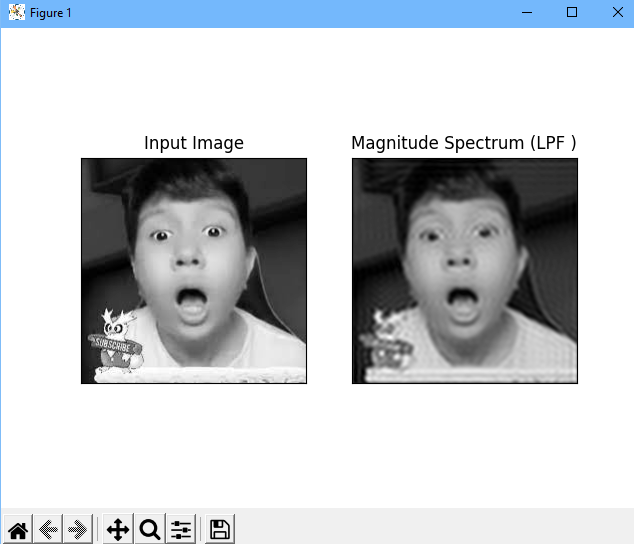 Figure 1
Input Image
Magnitude Spectrum (LPF )
SUBSCRIBE